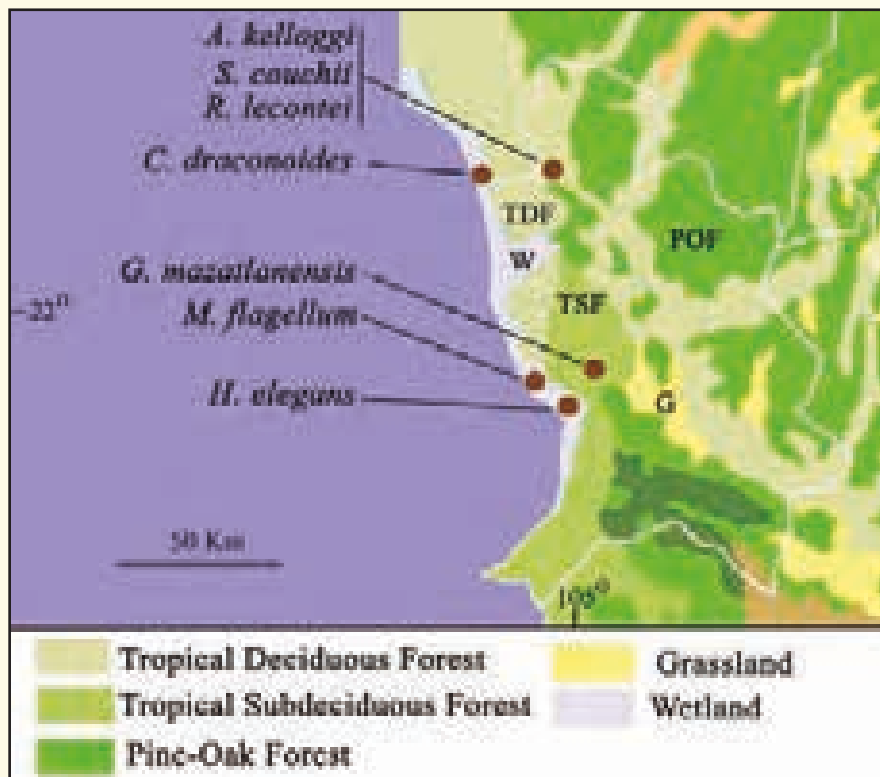 A. kelloggi
S. couchii
R. lecontei
C. draconoides
TDF
POF
W
G. mazatlanensis
22°
TSF
M. flagellum
H. elegans
G
50 Km
105°
Tropical Deciduous Forest
Grassland
Tropical Subdeciduous Forest
Wetland
Pine-Oak Forest